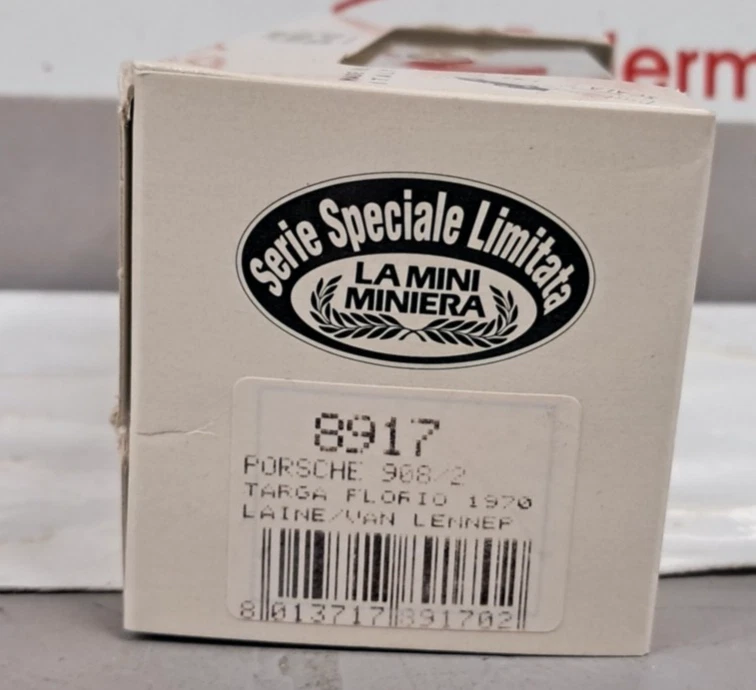 Serie Speciale Limitata
LA MINI
MINIERA
8917
PORSCHE 908/2
TARGA FLORIO 1970
LAINE/VAN LENNEP
8 013717 891702